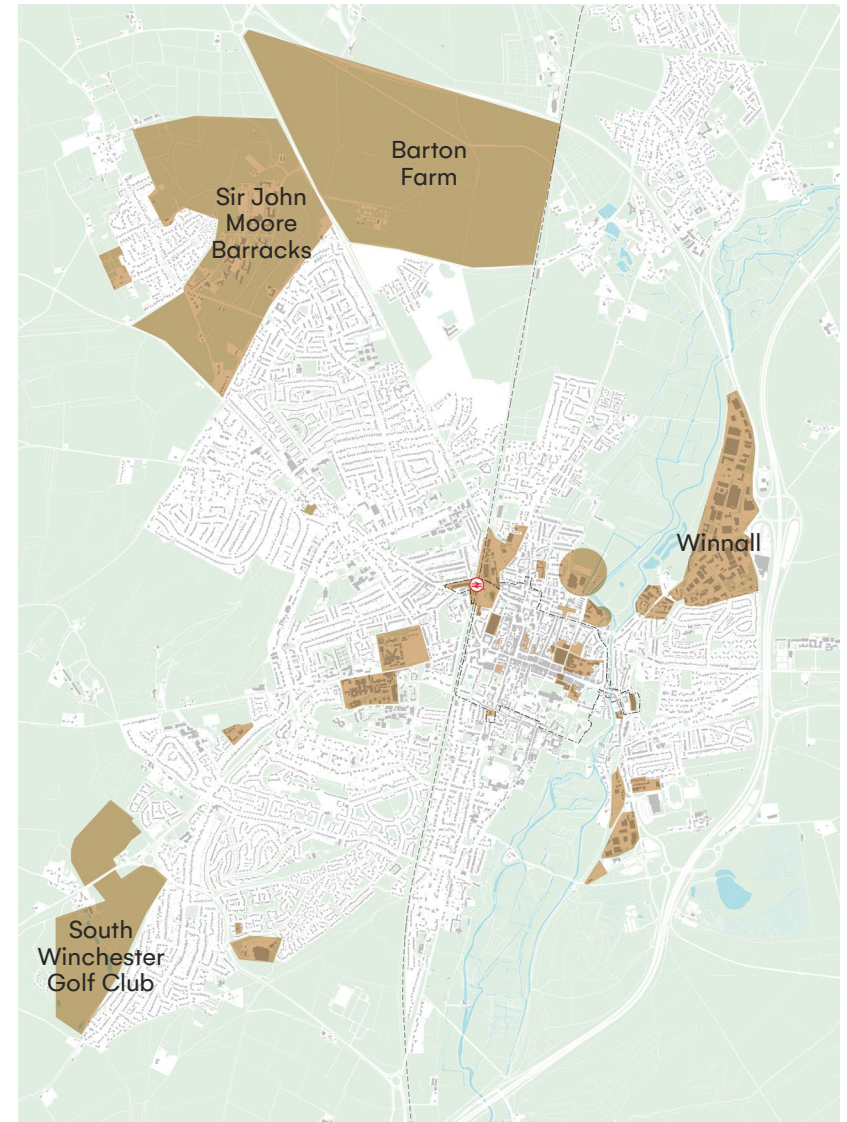 Barton
Farm
Sir John
Moore
Barracks
Winnall
South
Winchester
Golf Club